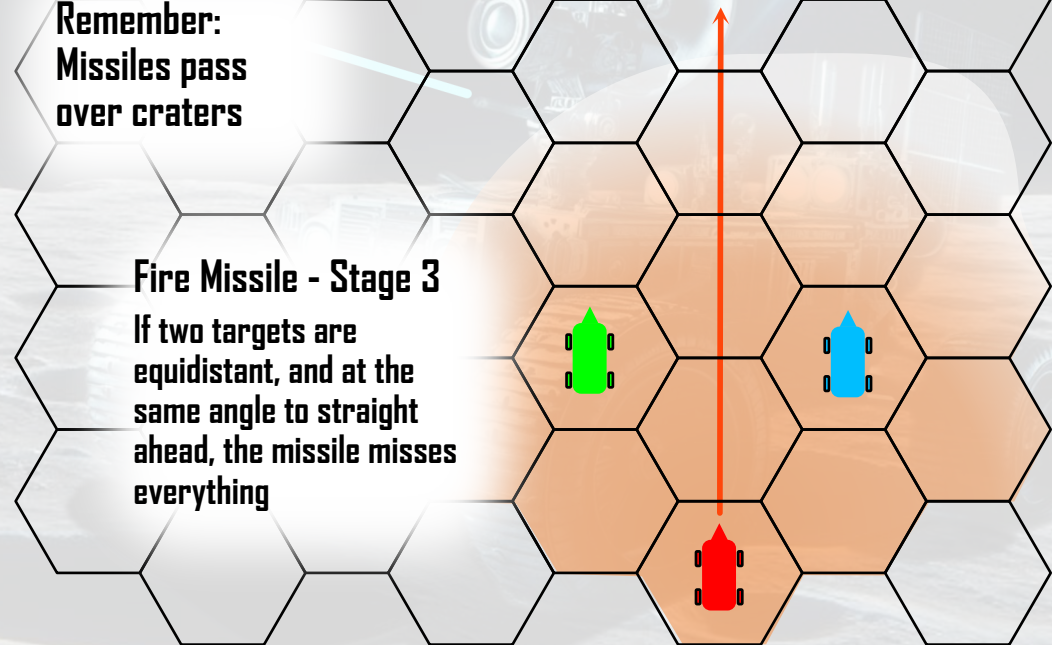 Remember:
Missiles pass
over craters
Fire Missile - Stage 3
If two targets are
equidistant, and at the
same angle to straight
ahead, the missile misses
everything